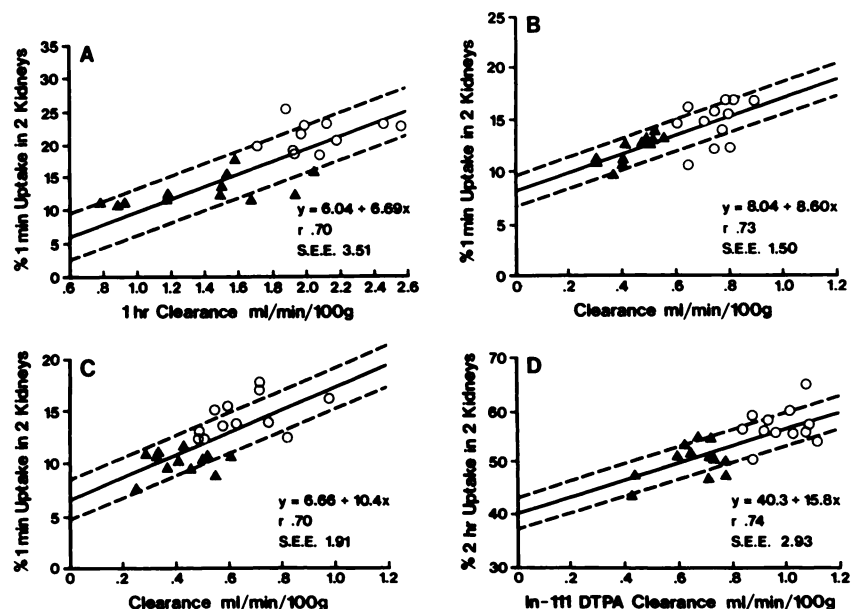 A
% 1 min Uptake in 2 Kidneys
35
30
25
20
15
10
5
0
y = 6.04 + 6.69x
r .70
S.E.E. 3.51
.6 .8 1.0 1.2 1.4 1.6 1.8 2.0 2.2 2.4 2.6
1 hr Clearance ml/min/100g
B
% 1 min Uptake in 2 Kidneys
25
20
15
10
5
0
y = 8.04 + 8.60x
r .73
S.E.E. 1.50
0 .2 .4 .6 .8 1.0 1.2
Clearance ml/min/100g
C
% 1 min Uptake in 2 Kidneys
20
15
10
5
0
y = 6.66 + 10.4x
r .70
S.E.E. 1.91
0 .2 .4 .6 .8 1.0 1.2
Clearance ml/min/100g
D
% 2 hr Uptake in 2 Kidneys
70
60
50
40
30
y = 40.3 + 15.8x
r .74
S.E.E. 2.93
0 .2 .4 .6 .8 1.0 1.2
In-111 DTPA Clearance ml/min/100g